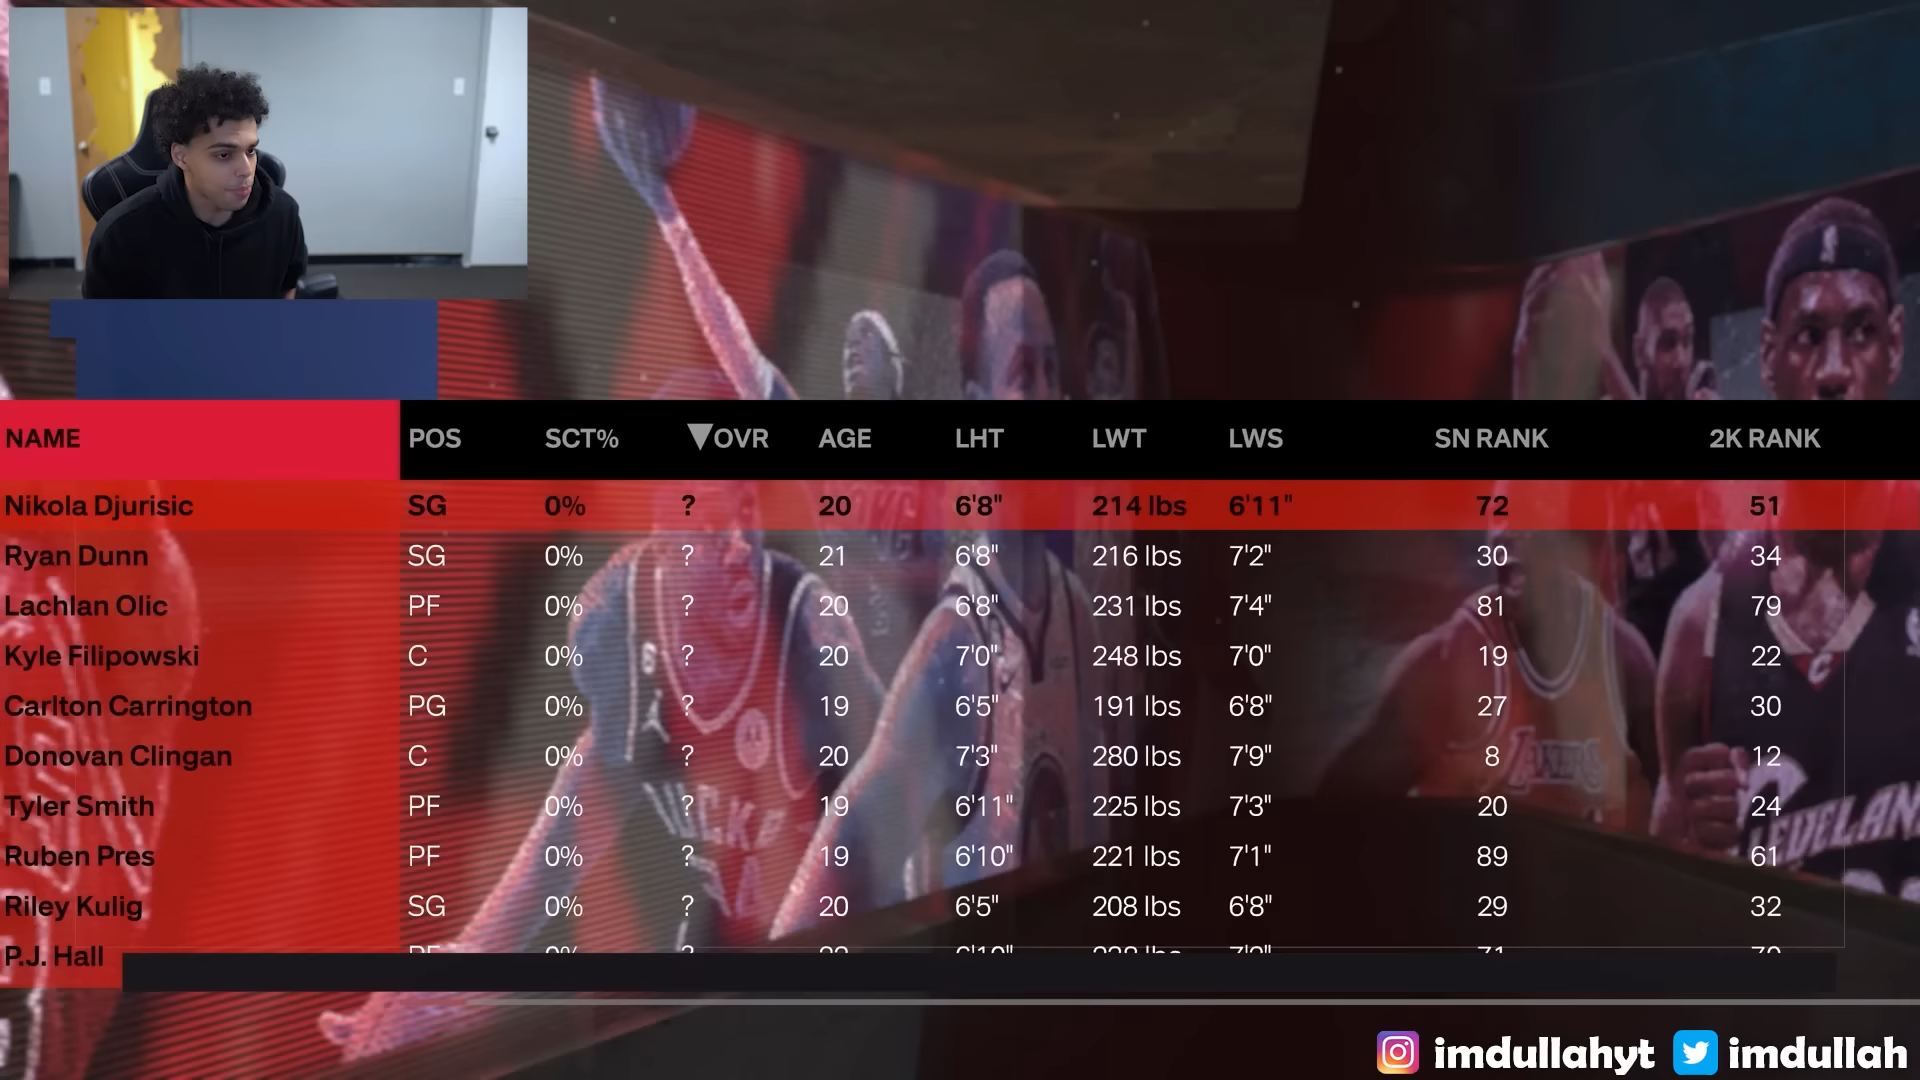 NAME POS SCT% ▼OVR AGE LHT LWT LWS SN RANK 2K RANK
Nikola Djurisic SG 0% ? 20 6'8" 214 lbs 6'11" 72 51
Ryan Dunn SG 0% ? 21 6'8" 216 lbs 7'2" 30 34
Lachlan Olic PF 0% ? 20 6'8" 231 lbs 7'4" 81 79
Kyle Filipowski C 0% ? 20 7'0" 248 lbs 7'0" 19 22
Carlton Carrington PG 0% ? 19 6'5" 191 lbs 6'8" 27 30
Donovan Clingan C 0% ? 20 7'3" 280 lbs 7'9" 8 12
Tyler Smith PF 0% ? 19 6'11" 225 lbs 7'3" 20 24
Ruben Pres PF 0% ? 19 6'10" 221 lbs 7'1" 89 61
Riley Kulig SG 0% ? 20 6'5" 208 lbs 6'8" 29 32
P.J. Hall
imdullahyt imdullah